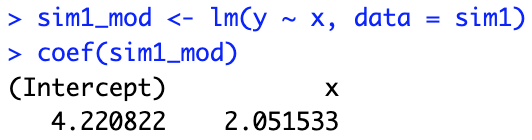 > sim1_mod <- lm(y ~ x, data = sim1)
> coef(sim1_mod)
(Intercept)           x
   4.220822    2.051533